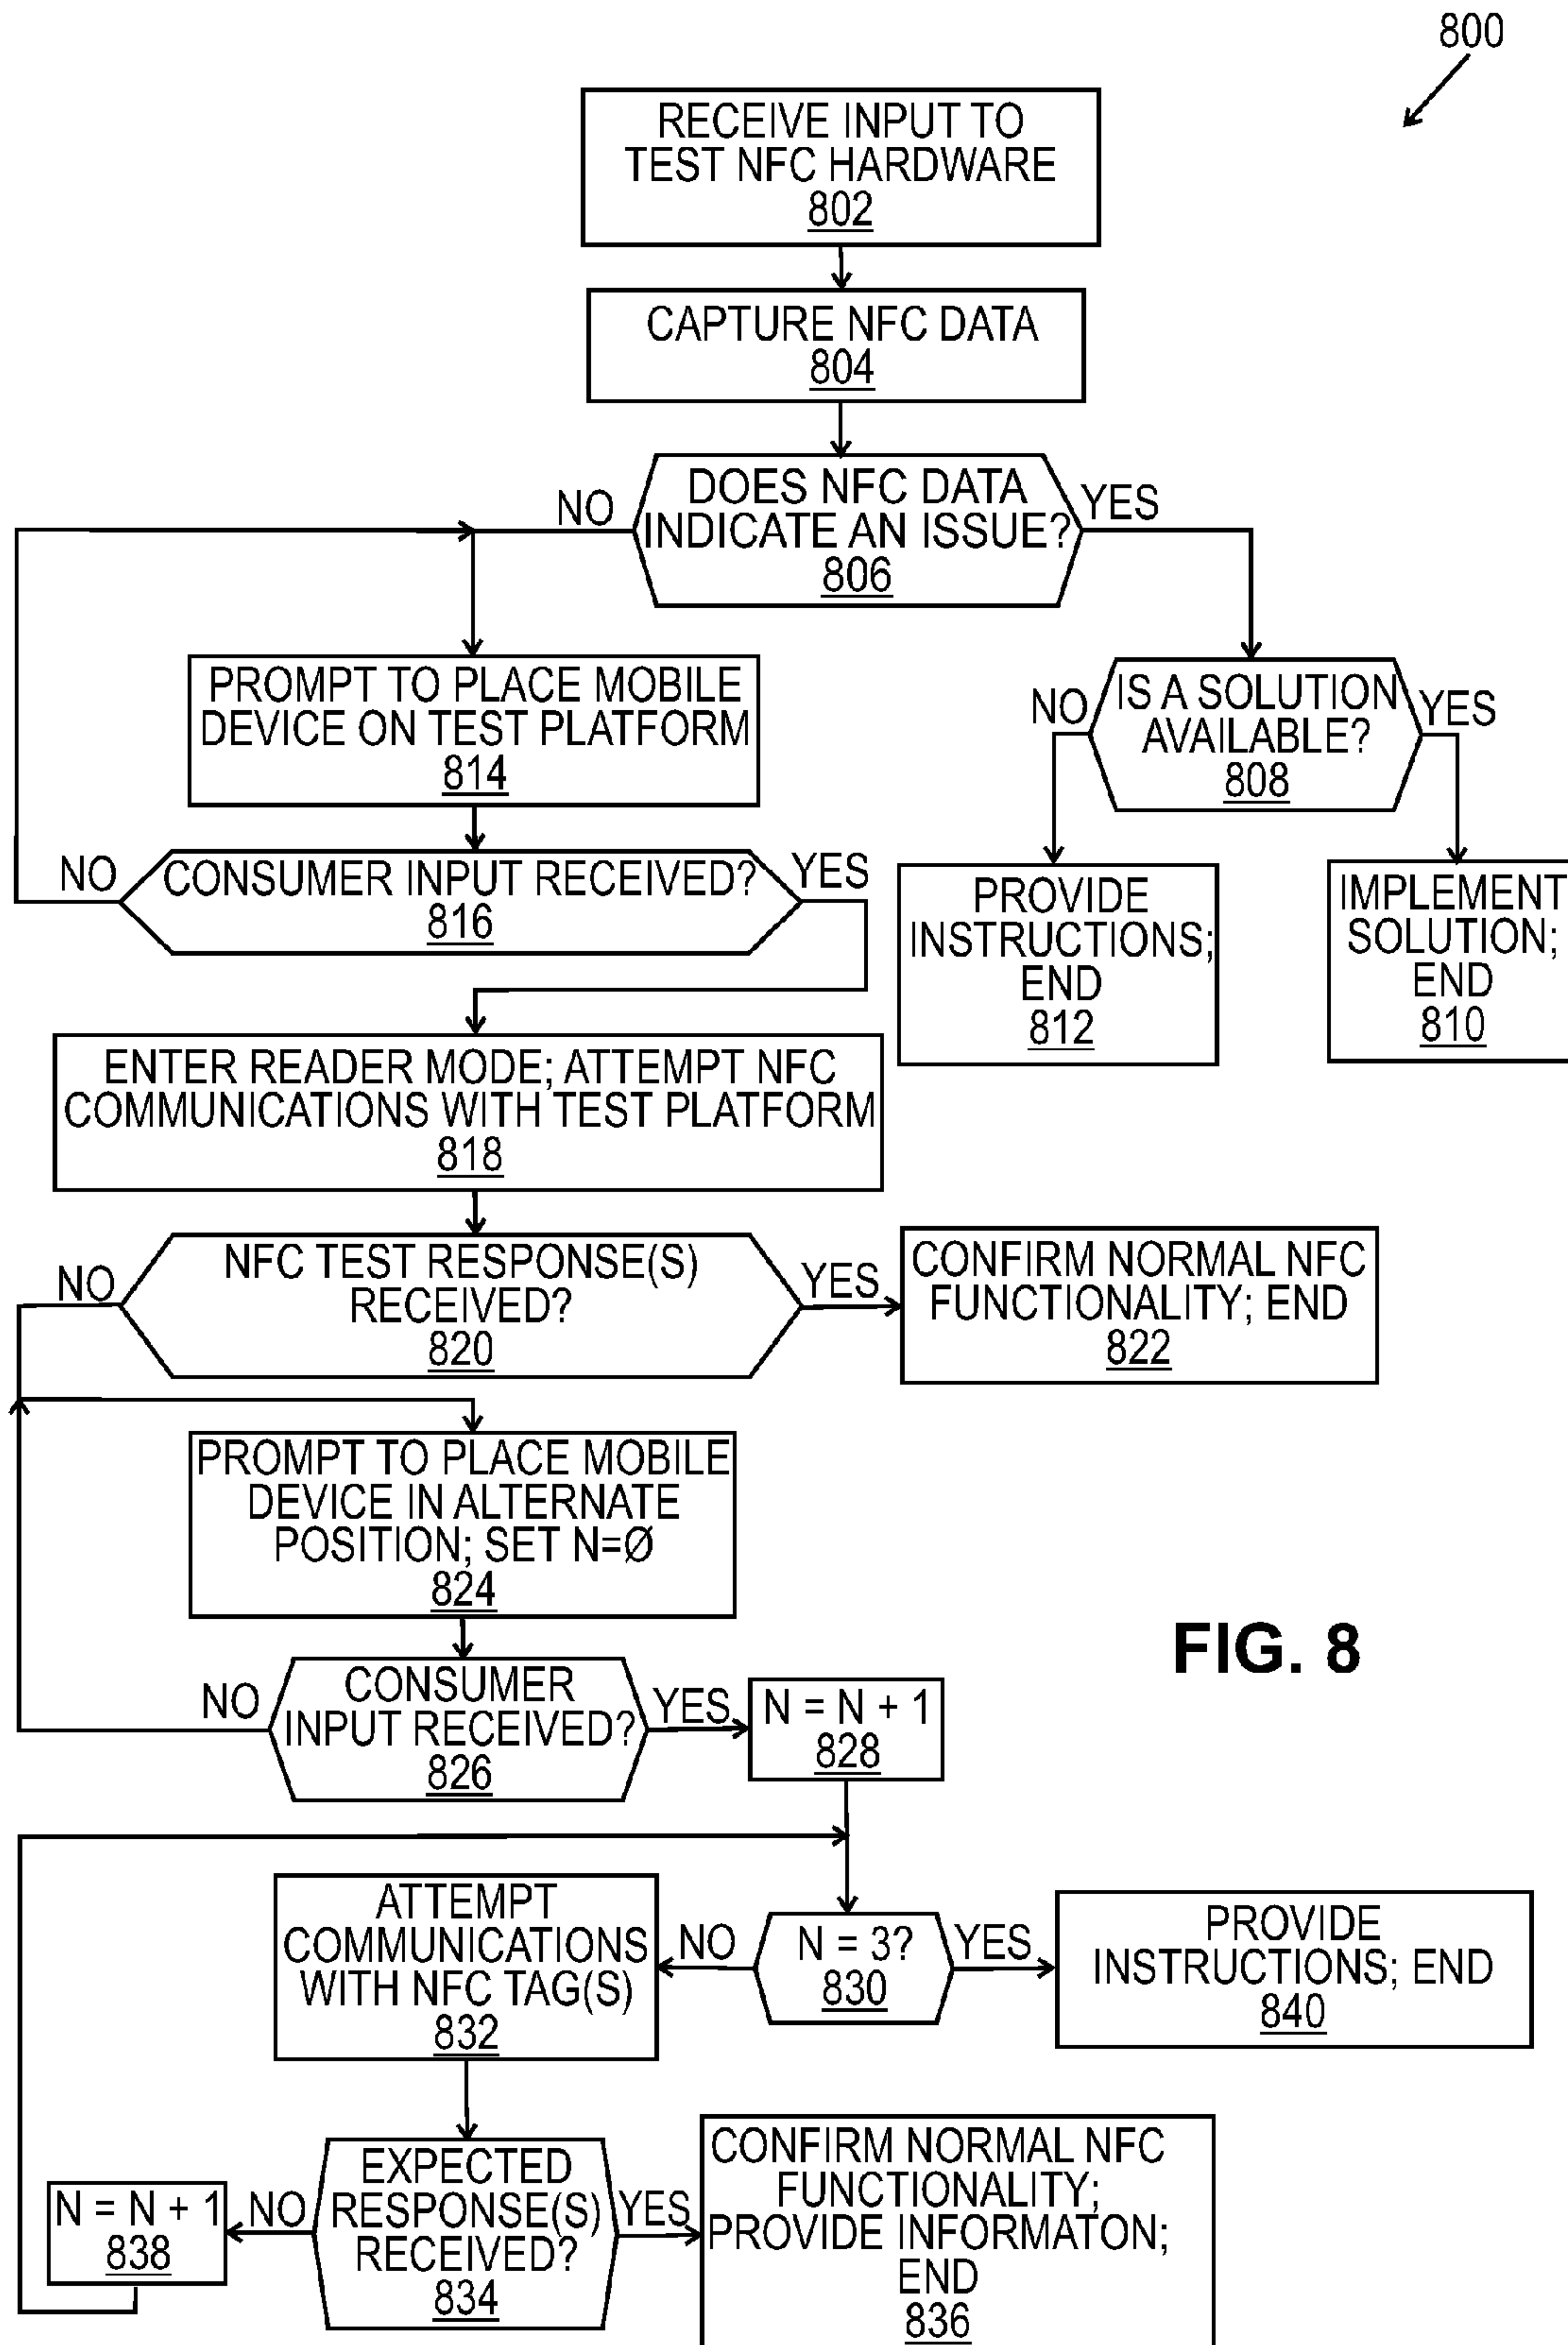 800
RECEIVE INPUT TO
TEST NFC HARDWARE
802
CAPTURE NFC DATA
804
DOES NFC DATA
INDICATE AN ISSUE?
806
NO
YES
PROMPT TO PLACE MOBILE
DEVICE ON TEST PLATFORM
814
IS A SOLUTION
AVAILABLE?
808
NO
YES
CONSUMER INPUT RECEIVED?
816
NO
YES
PROVIDE
INSTRUCTIONS;
END
812
IMPLEMENT
SOLUTION;
END
810
ENTER READER MODE; ATTEMPT NFC
COMMUNICATIONS WITH TEST PLATFORM
818
NFC TEST RESPONSE(S)
RECEIVED?
820
NO
YES
CONFIRM NORMAL NFC
FUNCTIONALITY; END
822
PROMPT TO PLACE MOBILE
DEVICE IN ALTERNATE
POSITION; SET N=Ø
824
FIG. 8
CONSUMER
INPUT RECEIVED?
826
NO
YES
N = N + 1
828
ATTEMPT
COMMUNICATIONS
WITH NFC TAG(S)
832
NO
N = 3?
830
YES
PROVIDE
INSTRUCTIONS; END
840
EXPECTED
RESPONSE(S)
RECEIVED?
834
NO
YES
N = N + 1
838
CONFIRM NORMAL NFC
FUNCTIONALITY;
PROVIDE INFORMATON;
END
836